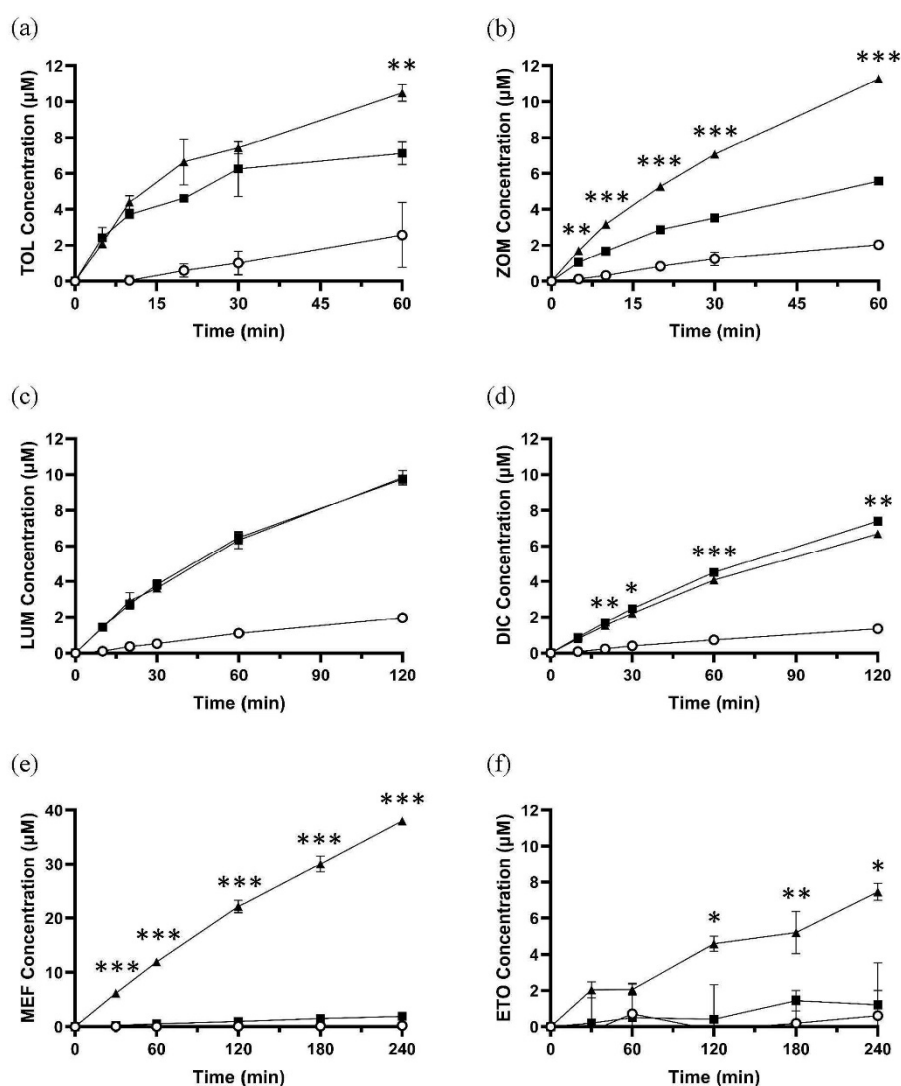 (a)
**
12
10
8
6
4
2
0
TOL Concentration (µM)
0 15 30 45 60
Time (min)
(b)
** *** *** *** ***
12
10
8
6
4
2
0
ZOM Concentration (µM)
0 15 30 45 60
Time (min)
(c)
12
10
8
6
4
2
0
LUM Concentration (µM)
0 30 60 90 120
Time (min)
(d)
** * *** **
12
10
8
6
4
2
0
DIC Concentration (µM)
0 30 60 90 120
Time (min)
(e)
*** *** *** *** ***
40
30
20
10
0
MEF Concentration (µM)
0 60 120 180 240
Time (min)
(f)
* ** *
12
10
8
6
4
2
0
ETO Concentration (µM)
0 60 120 180 240
Time (min)